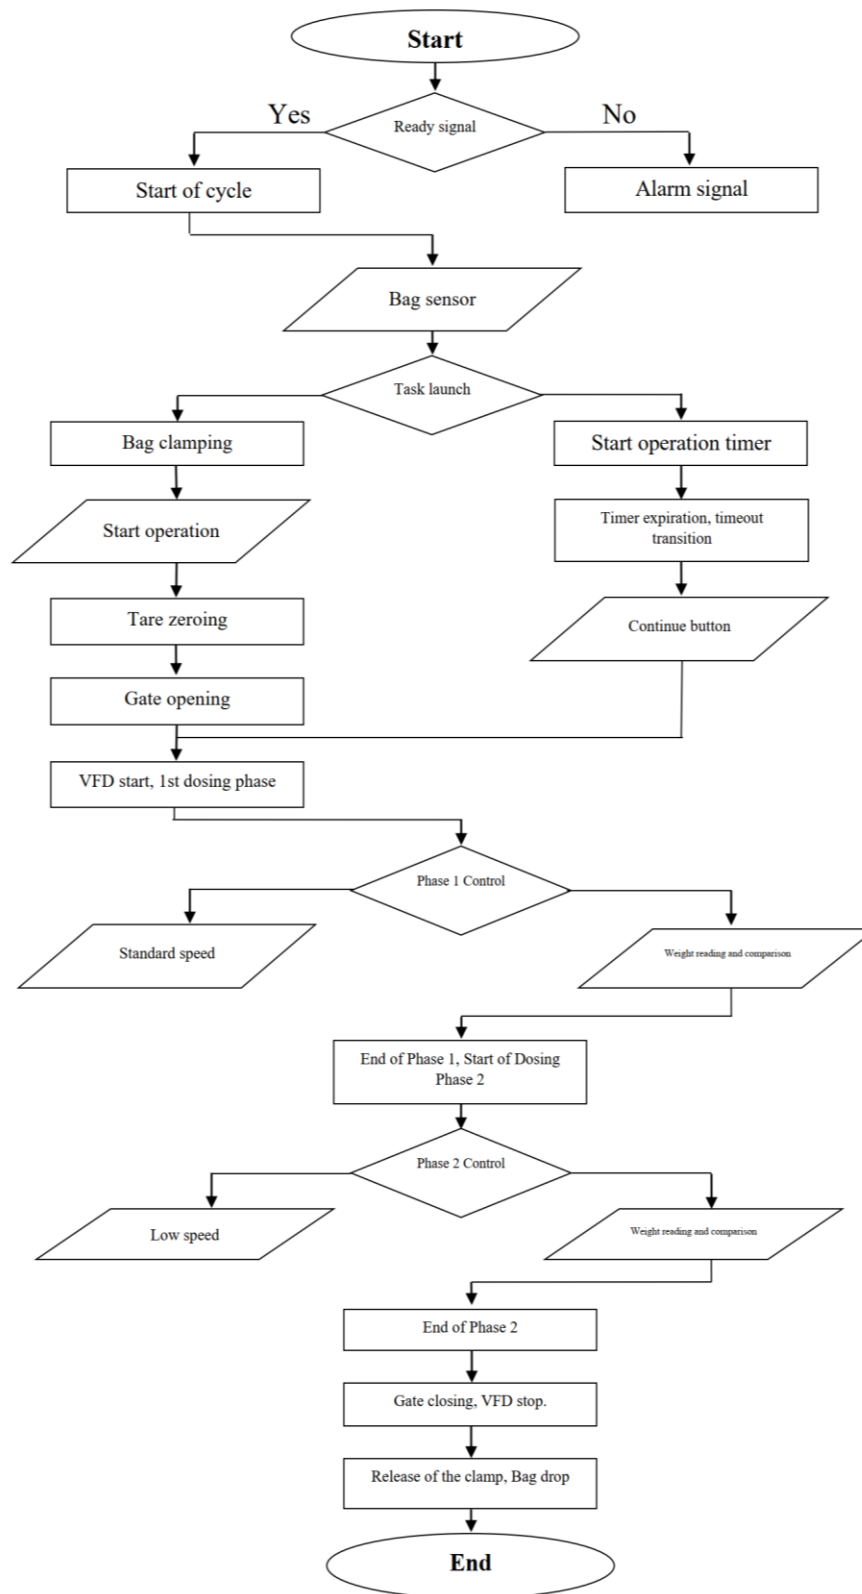 Start
Ready signal
Yes
No
Start of cycle
Alarm signal
Bag sensor
Task launch
Bag clamping
Start operation timer
Start operation
Timer expiration, timeout
transition
Tare zeroing
Continue button
Gate opening
VFD start, 1st dosing phase
Phase 1 Control
Standard speed
Weight reading and comparison
End of Phase 1, Start of Dosing
Phase 2
Phase 2 Control
Low speed
Weight reading and comparison
End of Phase 2
Gate closing, VFD stop.
Release of the clamp, Bag drop
End